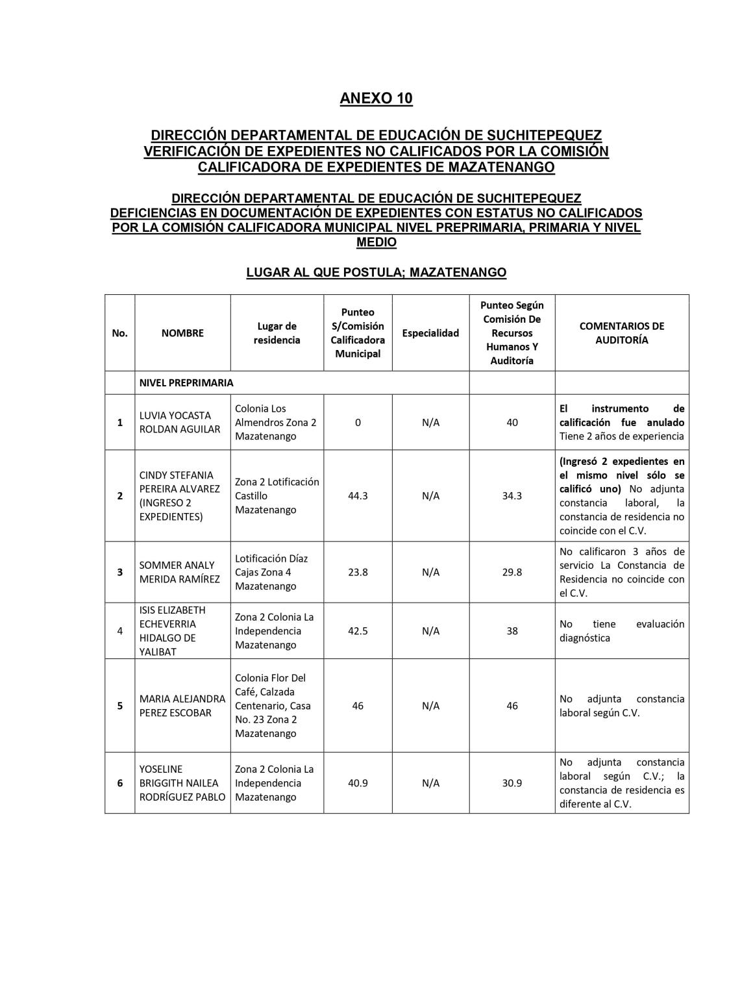 ANEXO 10
DIRECCIÓN DEPARTAMENTAL DE EDUCACIÓN DE SUCHITEPEQUEZ
VERIFICACIÓN DE EXPEDIENTES NO CALIFICADOS POR LA COMISIÓN
CALIFICADORA DE EXPEDIENTES DE MAZATENANGO
DIRECCIÓN DEPARTAMENTAL DE EDUCACIÓN DE SUCHITEPEQUEZ
DEFICIENCIAS EN DOCUMENTACIÓN DE EXPEDIENTES CON ESTATUS NO CALIFICADOS
POR LA COMISIÓN CALIFICADORA MUNICIPAL NIVEL PREPRIMARIA, PRIMARIA Y NIVEL
MEDIO
LUGAR AL QUE POSTULA; MAZATENANGO
No.
NOMBRE
Lugar de
residencia
Punteo
S/Comisión
Calificadora
Municipal
Especialidad
Punteo Según
Comisión De
Recursos
Humanos Y
Auditoría
COMENTARIOS DE
AUDITORÍA
NIVEL PREPRIMARIA
1
LUVIA YOCASTA
ROLDAN AGUILAR
Colonia Los
Almendros Zona 2
Mazatenango
0
N/A
40
El instrumento de
calificación fue anulado
Tiene 2 años de experiencia
2
CINDY STEFANIA
PEREIRA ALVAREZ
(INGRESO 2
EXPEDIENTES)
Zona 2 Lotificación
Castillo
Mazatenango
44.3
N/A
34.3
(Ingresó 2 expedientes en
el mismo nivel sólo se
calificó uno) No adjunta
constancia laboral, la
constancia de residencia no
coincide con el C.V.
3
SOMMER ANALY
MERIDA RAMÍREZ
Lotificación Díaz
Cajas Zona 4
Mazatenango
23.8
N/A
29.8
No calificaron 3 años de
servicio La Constancia de
Residencia no coincide con
el C.V.
4
ISIS ELIZABETH
ECHEVERRIA
HIDALGO DE
YALIBAT
Zona 2 Colonia La
Independencia
Mazatenango
42.5
N/A
38
No tiene evaluación
diagnóstica
5
MARIA ALEJANDRA
PEREZ ESCOBAR
Colonia Flor Del
Café, Calzada
Centenario, Casa
No. 23 Zona 2
Mazatenango
46
N/A
46
No adjunta constancia
laboral según C.V.
6
YOSELINE
BRIGGITH NAILEA
RODRÍGUEZ PABLO
Zona 2 Colonia La
Independencia
Mazatenango
40.9
N/A
30.9
No adjunta constancia
laboral según C.V.; la
constancia de residencia es
diferente al C.V.